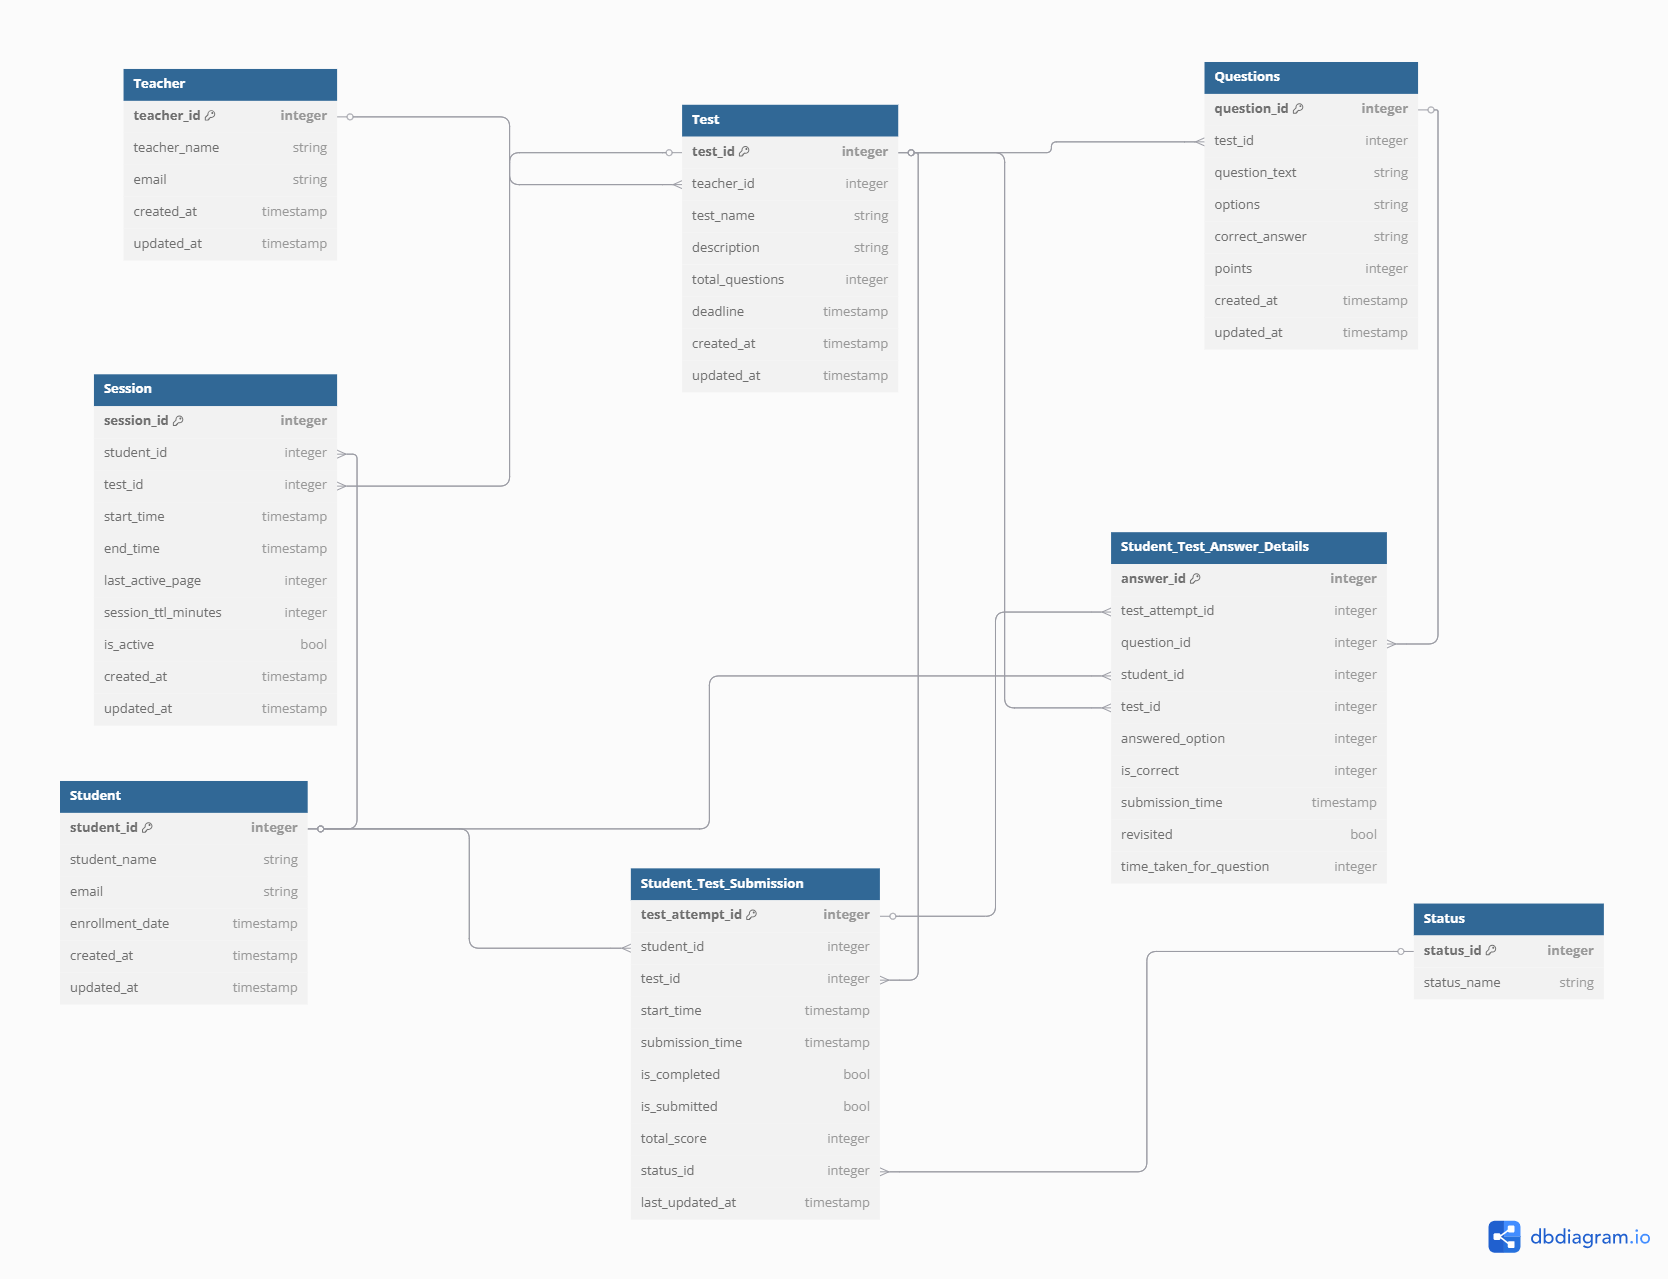 Teacher
teacher_id integer
teacher_name string
email string
created_at timestamp
updated_at timestamp
Test
test_id integer
teacher_id integer
test_name string
description string
total_questions integer
deadline timestamp
created_at timestamp
updated_at timestamp
Questions
question_id integer
test_id integer
question_text string
options string
correct_answer string
points integer
created_at timestamp
updated_at timestamp
Session
session_id integer
student_id integer
test_id integer
start_time timestamp
end_time timestamp
last_active_page integer
session_ttl_minutes integer
is_active bool
created_at timestamp
updated_at timestamp
Student_Test_Answer_Details
answer_id integer
test_attempt_id integer
question_id integer
student_id integer
test_id integer
answered_option integer
is_correct integer
submission_time timestamp
revisited bool
time_taken_for_question integer
Student
student_id integer
student_name string
email string
enrollment_date timestamp
created_at timestamp
updated_at timestamp
Student_Test_Submission
test_attempt_id integer
student_id integer
test_id integer
start_time timestamp
submission_time timestamp
is_completed bool
is_submitted bool
total_score integer
status_id integer
last_updated_at timestamp
Status
status_id integer
status_name string
dbdiagram.io